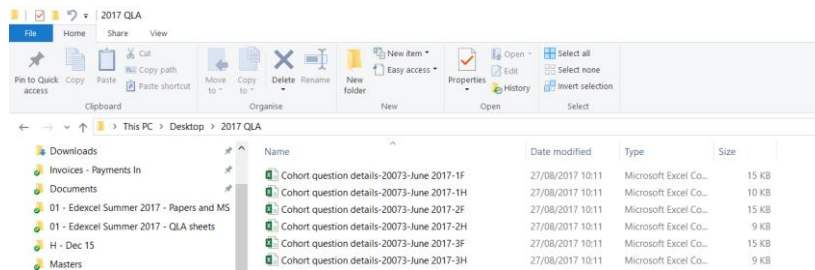 2017 QLA
File Home Share View
Pin to Quick access
Copy
Paste
Cut
Copy path
Paste shortcut
Move to
Copy to
Delete
Rename
New folder
New item
Easy access
Properties
Open
Edit
History
Select all
Select none
Invert selection
Clipboard Organise New Open Select
This PC > Desktop > 2017 QLA
Downloads
Invoices - Payments In
Documents
01 - Edexcel Summer 2017 - Papers and MS
01 - Edexcel Summer 2017 - QLA sheets
H - Dec 15
Masters
Name Date modified Type Size
Cohort question details-20073-June 2017-1F 27/08/2017 10:11 Microsoft Excel Co... 15 KB
Cohort question details-20073-June 2017-1H 27/08/2017 10:11 Microsoft Excel Co... 10 KB
Cohort question details-20073-June 2017-2F 27/08/2017 10:11 Microsoft Excel Co... 15 KB
Cohort question details-20073-June 2017-2H 27/08/2017 10:11 Microsoft Excel Co... 9 KB
Cohort question details-20073-June 2017-3F 27/08/2017 10:11 Microsoft Excel Co... 15 KB
Cohort question details-20073-June 2017-3H 27/08/2017 10:11 Microsoft Excel Co... 9 KB